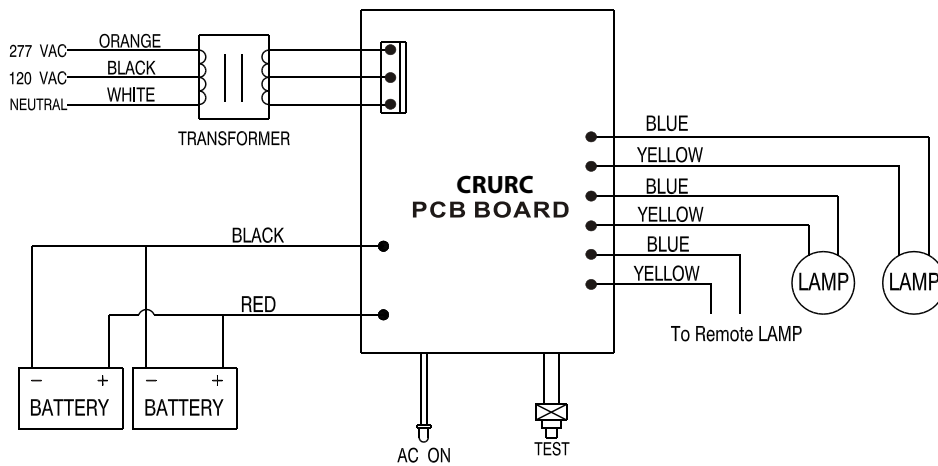 277 VAC ORANGE
120 VAC BLACK
NEUTRAL WHITE
TRANSFORMER
CRURC
PCB BOARD
BLUE
YELLOW
BLUE
YELLOW
BLUE
YELLOW
LAMP LAMP
To Remote LAMP
BLACK
RED
− + − +
BATTERY BATTERY
AC ON
TEST